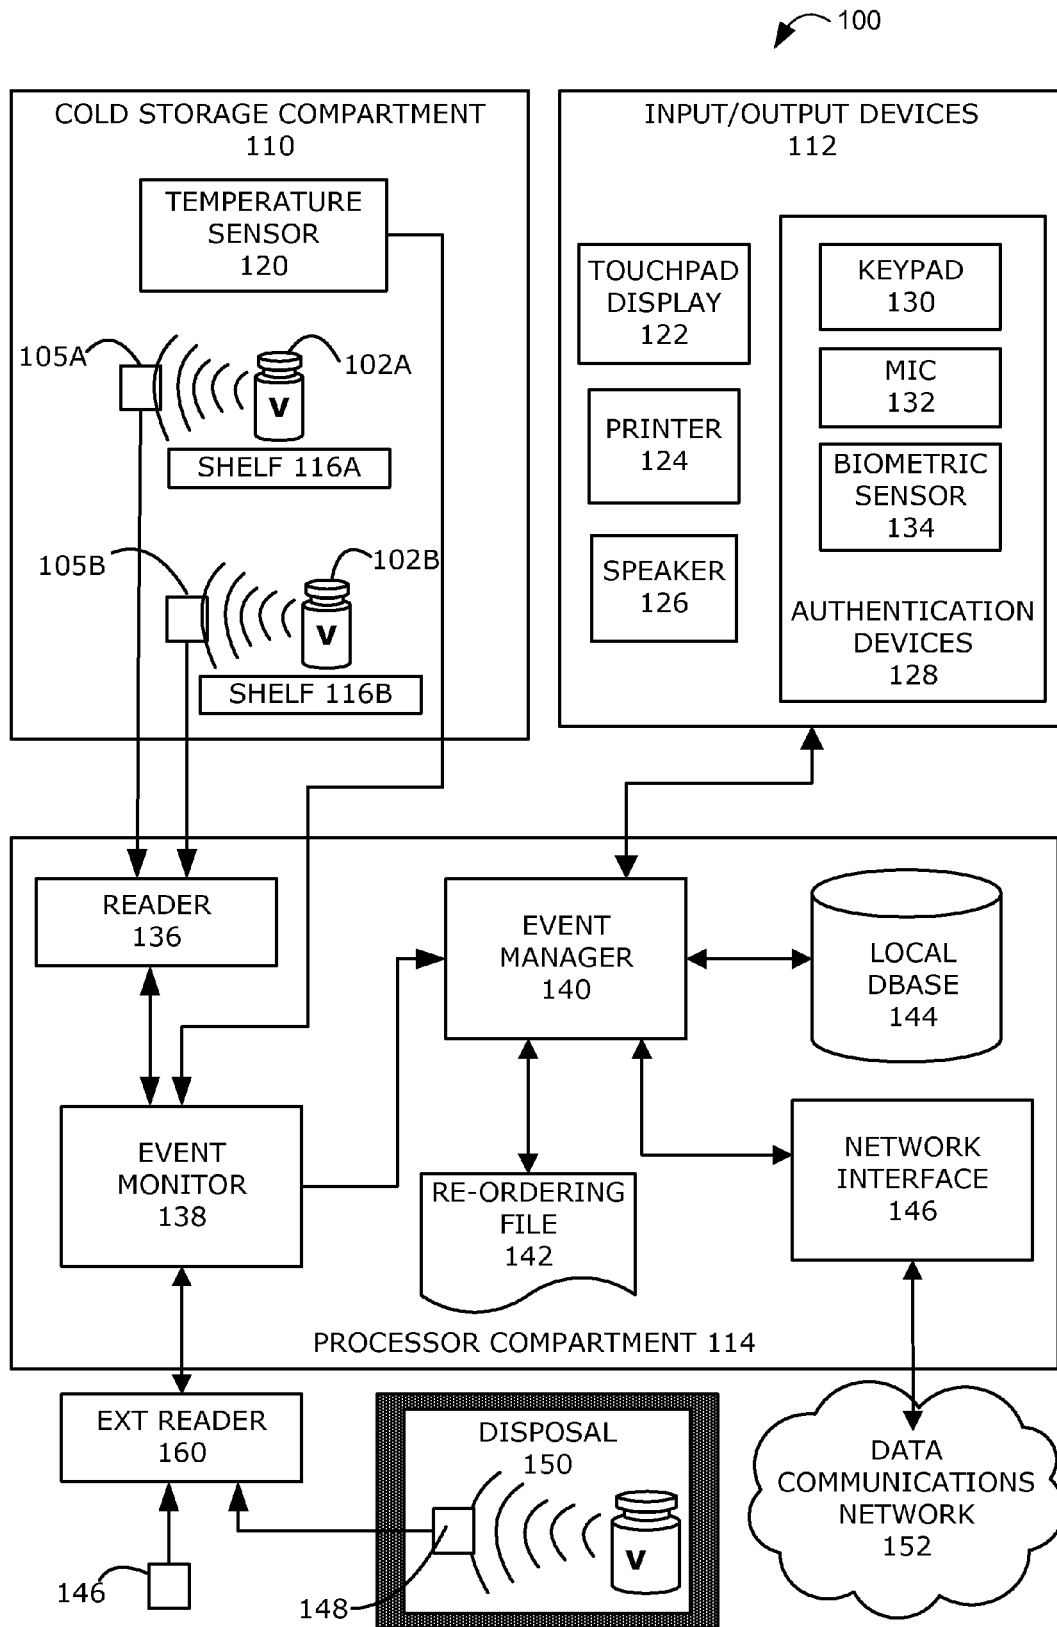 100
COLD STORAGE COMPARTMENT
110
TEMPERATURE
SENSOR
120
105A
102A
V
SHELF 116A
105B
102B
V
SHELF 116B
INPUT/OUTPUT DEVICES
112
TOUCHPAD
DISPLAY
122
PRINTER
124
SPEAKER
126
KEYPAD
130
MIC
132
BIOMETRIC
SENSOR
134
AUTHENTICATION
DEVICES
128
READER
136
EVENT
MANAGER
140
LOCAL
DBASE
144
EVENT
MONITOR
138
RE-ORDERING
FILE
142
NETWORK
INTERFACE
146
PROCESSOR COMPARTMENT 114
EXT READER
160
146
DISPOSAL
150
V
148
DATA
COMMUNICATIONS
NETWORK
152